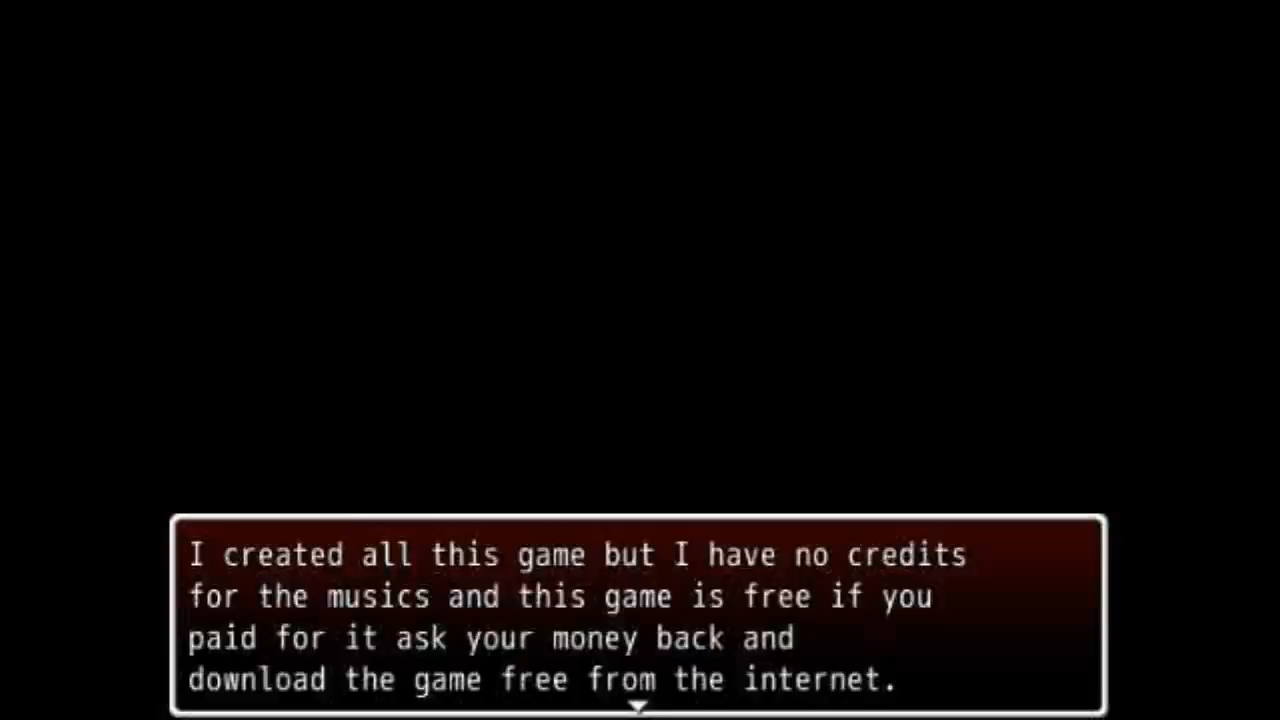 I created all this game but I have no credits
for the musics and this game is free if you
paid for it ask your money back and
download the game free from the internet.